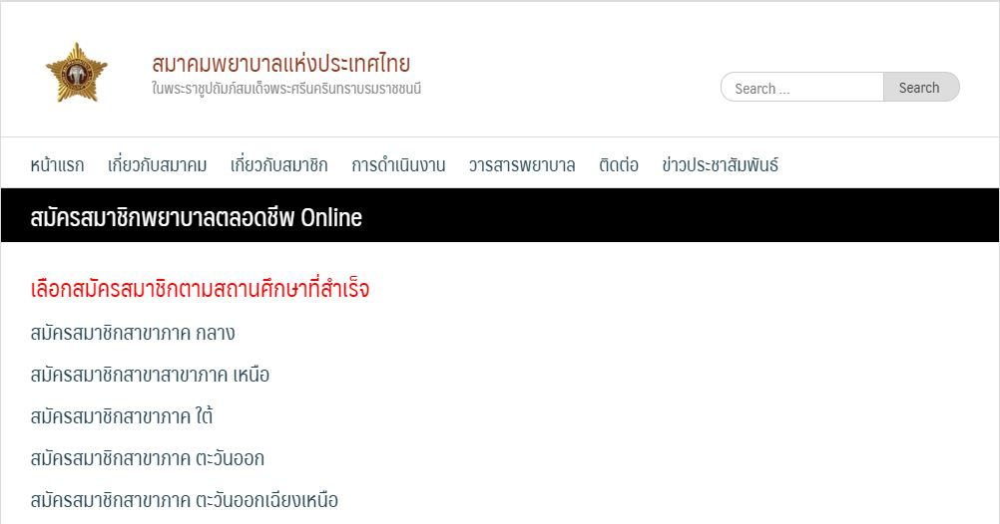 สมาคมพยาบาลแห่งประเทศไทย
ในพระราชูปถัมภ์สมเด็จพระศรีนครินทราบรมราชชนนี
Search ...
Search
หน้าแรก เกี่ยวกับสมาคม เกี่ยวกับสมาชิก การดำเนินงาน วารสารพยาบาล ติดต่อ ข่าวประชาสัมพันธ์
สมัครสมาชิกพยาบาลตลอดชีพ Online
เลือกสมัครสมาชิกตามสถานศึกษาที่สำเร็จ
สมัครสมาชิกสาขาภาค กลาง
สมัครสมาชิกสาขาสาขาภาค เหนือ
สมัครสมาชิกสาขาภาค ใต้
สมัครสมาชิกสาขาภาค ตะวันออก
สมัครสมาชิกสาขาภาค ตะวันออกเฉียงเหนือ